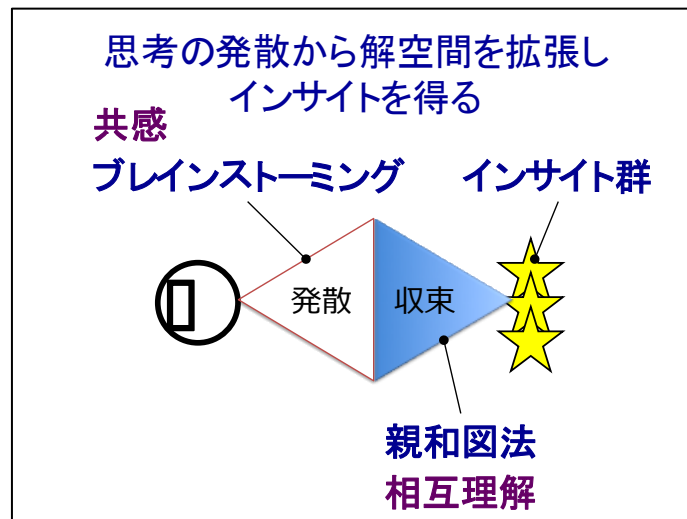 思考の発散から解空間を拡張し
インサイトを得る
共感
ブレインストーミング
インサイト群
発散
収束
親和図法
相互理解